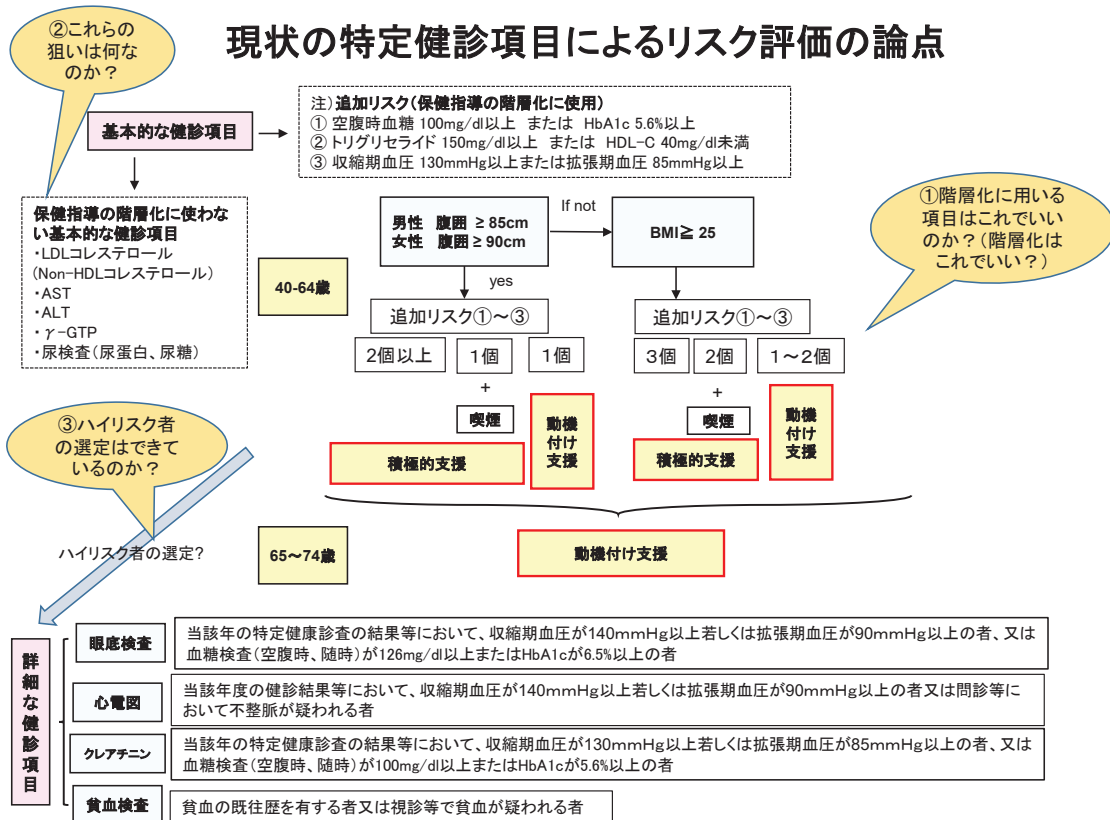 現状の特定健診項目によるリスク評価の論点
②これらの
狙いは何な
のか？
基本的な健診項目
注）追加リスク（保健指導の階層化に使用）
① 空腹時血糖 100mg/dl以上 または HbA1c 5.6%以上
② トリグリセライド 150mg/dl以上 または HDL-C 40mg/dl未満
③ 収縮期血圧 130mmHg以上または拡張期血圧 85mmHg以上
保健指導の階層化に使わな
い基本的な健診項目
・LDLコレステロール
(Non-HDLコレステロール)
・AST
・ALT
・γ-GTP
・尿検査（尿蛋白、尿糖）
①階層化に用いる
項目はこれでいい
のか？（階層化は
これでいい？）
40-64歳
男性 腹囲 ≥ 85cm
女性 腹囲 ≥ 90cm
If not
BMI≧ 25
yes
追加リスク①～③
追加リスク①～③
2個以上
1個
1個
3個
2個
1～2個
+
+
喫煙
喫煙
積極的支援
動機
付け
支援
積極的支援
動機
付け
支援
③ハイリスク者
の選定はできて
いるのか？
ハイリスク者の選定?
65～74歳
動機付け支援
詳細な健診項目
眼底検査
当該年の特定健康診査の結果等において、収縮期血圧が140mmHg以上若しくは拡張期血圧が90mmHg以上の者、又は
血糖検査（空腹時、随時）が126mg/dl以上またはHbA1cが6.5%以上の者
心電図
当該年度の健診結果等において、収縮期血圧が140mmHg以上若しくは拡張期血圧が90mmHg以上の者又は問診等に
おいて不整脈が疑われる者
クレアチニン
当該年の特定健康診査の結果等において、収縮期血圧が130mmHg以上若しくは拡張期血圧が85mmHg以上の者、又は
血糖検査（空腹時、随時）が100mg/dl以上またはHbA1cが5.6%以上の者
貧血検査
貧血の既往歴を有する者又は視診等で貧血が疑われる者